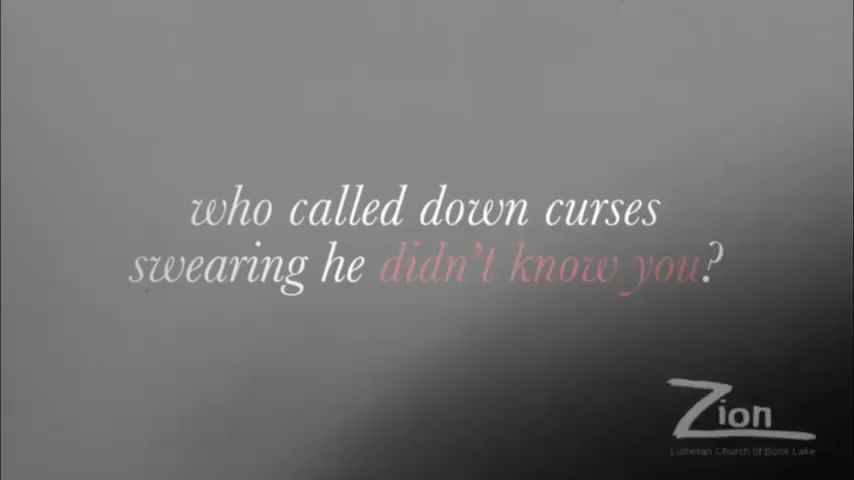 who called down curses
swearing he didn't know you?
Zion
Lutheran Church of Bone Lake